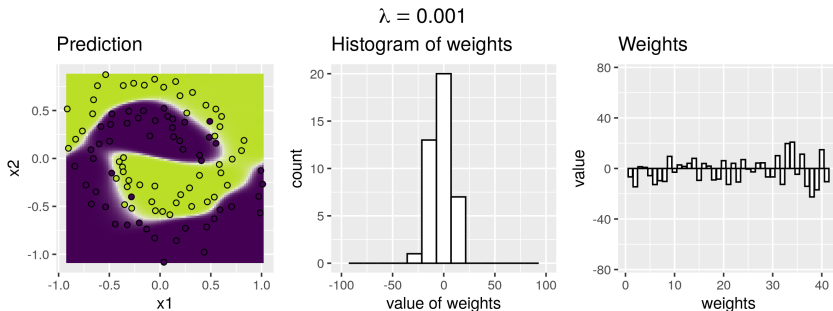 λ = 0.001
Prediction
x2
0.5
0.0
-0.5
-1.0
-1.0 -0.5 0.0 0.5 1.0
x1
Histogram of weights
count
20
15
10
5
0
-100 -50 0 50 100
value of weights
Weights
value
80
40
0
-40
-80
0 10 20 30 40
weights